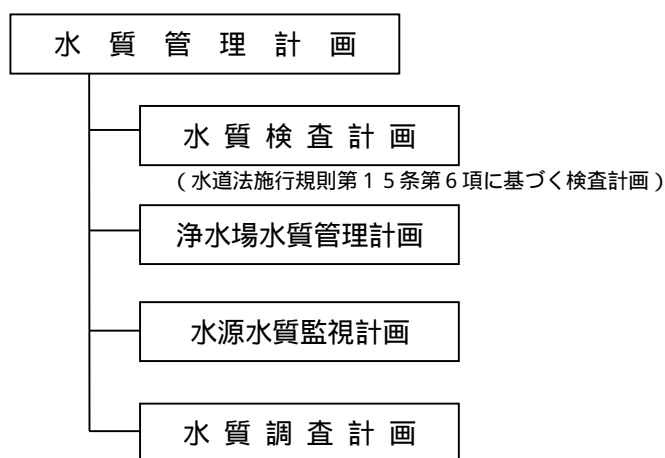 水質管理計画
水質検査計画
（水道法施行規則第１５条第６項に基づく検査計画）
浄水場水質管理計画
水源水質監視計画
水質調査計画